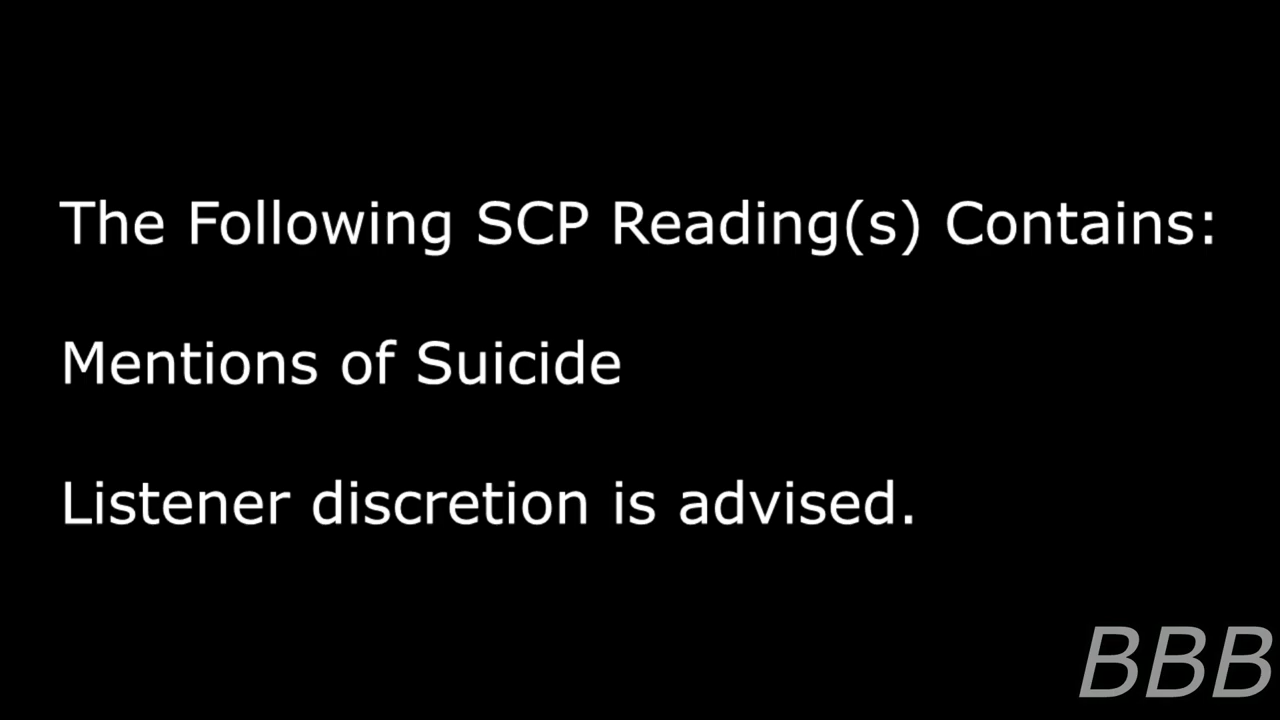 The Following SCP Reading(s) Contains:
Mentions of Suicide
Listener discretion is advised.
BBB